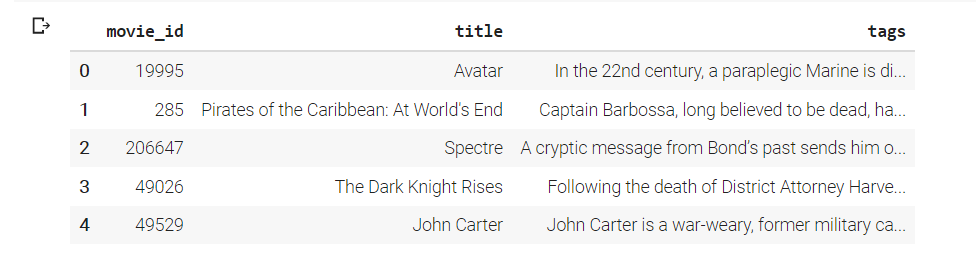 movie_id title tags
0 19995 Avatar In the 22nd century, a paraplegic Marine is di...
1 285 Pirates of the Caribbean: At World's End Captain Barbossa, long believed to be dead, ha...
2 206647 Spectre A cryptic message from Bond's past sends him o...
3 49026 The Dark Knight Rises Following the death of District Attorney Harve...
4 49529 John Carter John Carter is a war-weary, former military ca...